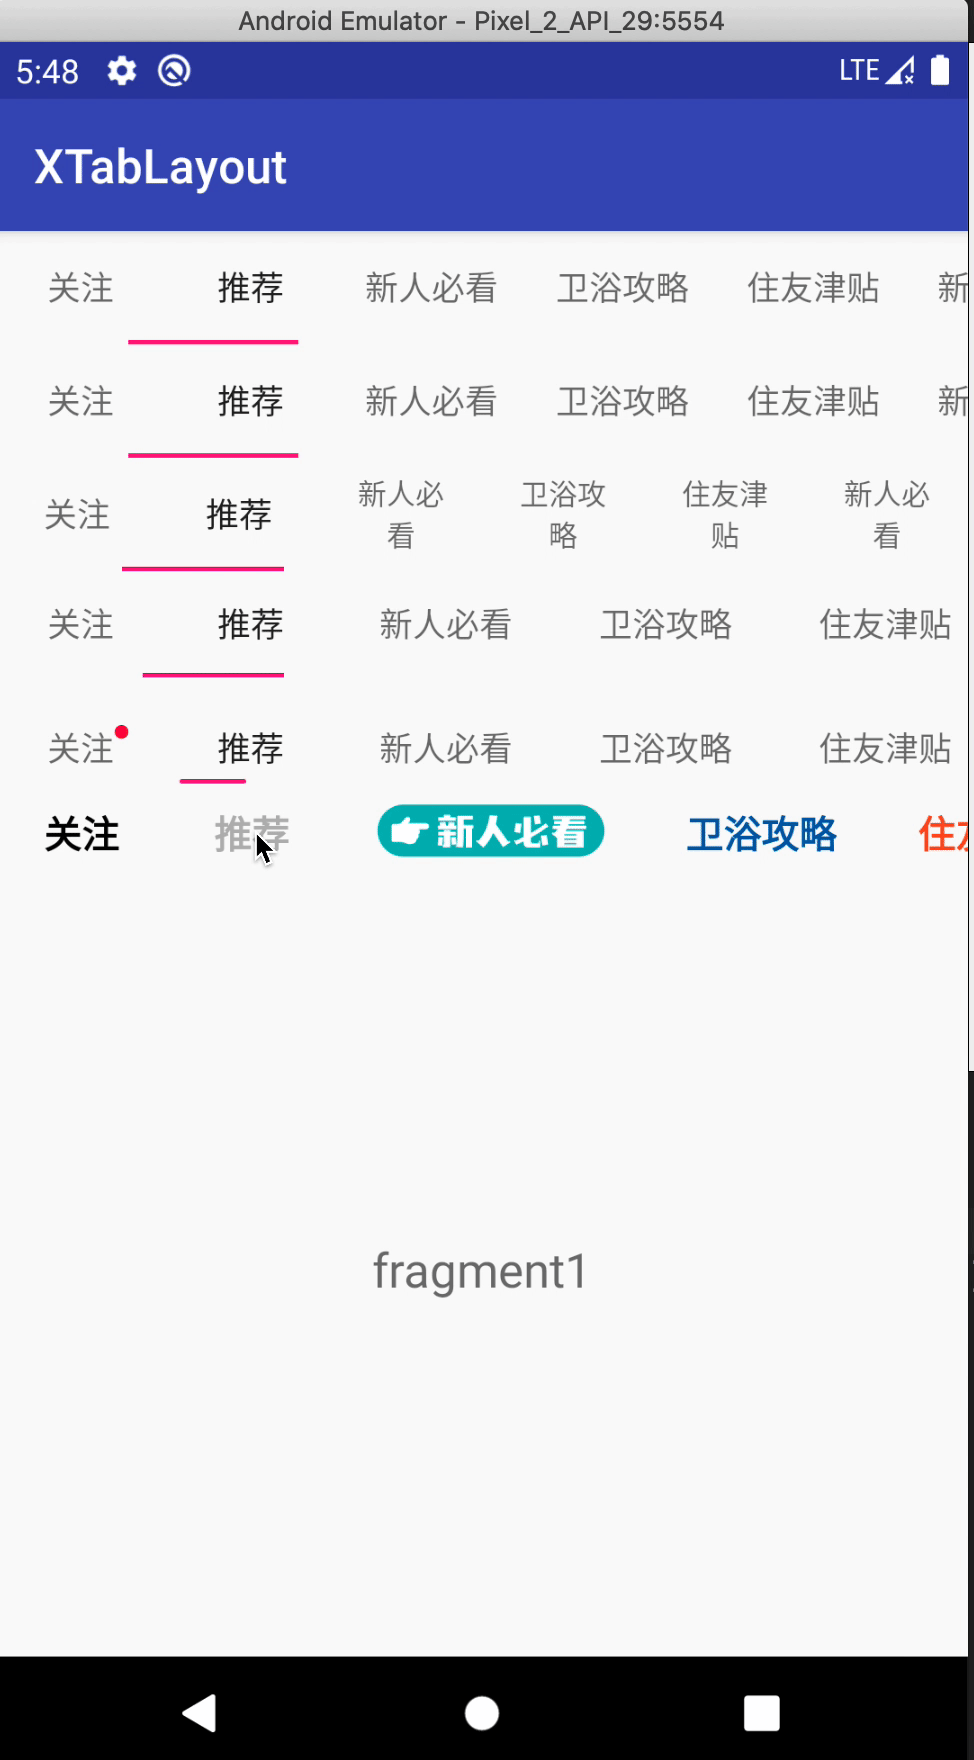 Android Emulator - Pixel_2_API_29:5554
5:48 LTE
XTabLayout
关注 推荐 新人必看 卫浴攻略 住友津贴 新
关注 推荐 新人必看 卫浴攻略 住友津贴 新
关注 推荐 新人必 卫浴攻 住友津 新人必
看 略 贴 看
关注 推荐 新人必看 卫浴攻略 住友津贴
关注 推荐 新人必看 卫浴攻略 住友津贴
关注 推荐 新人必看 卫浴攻略 住
fragment1